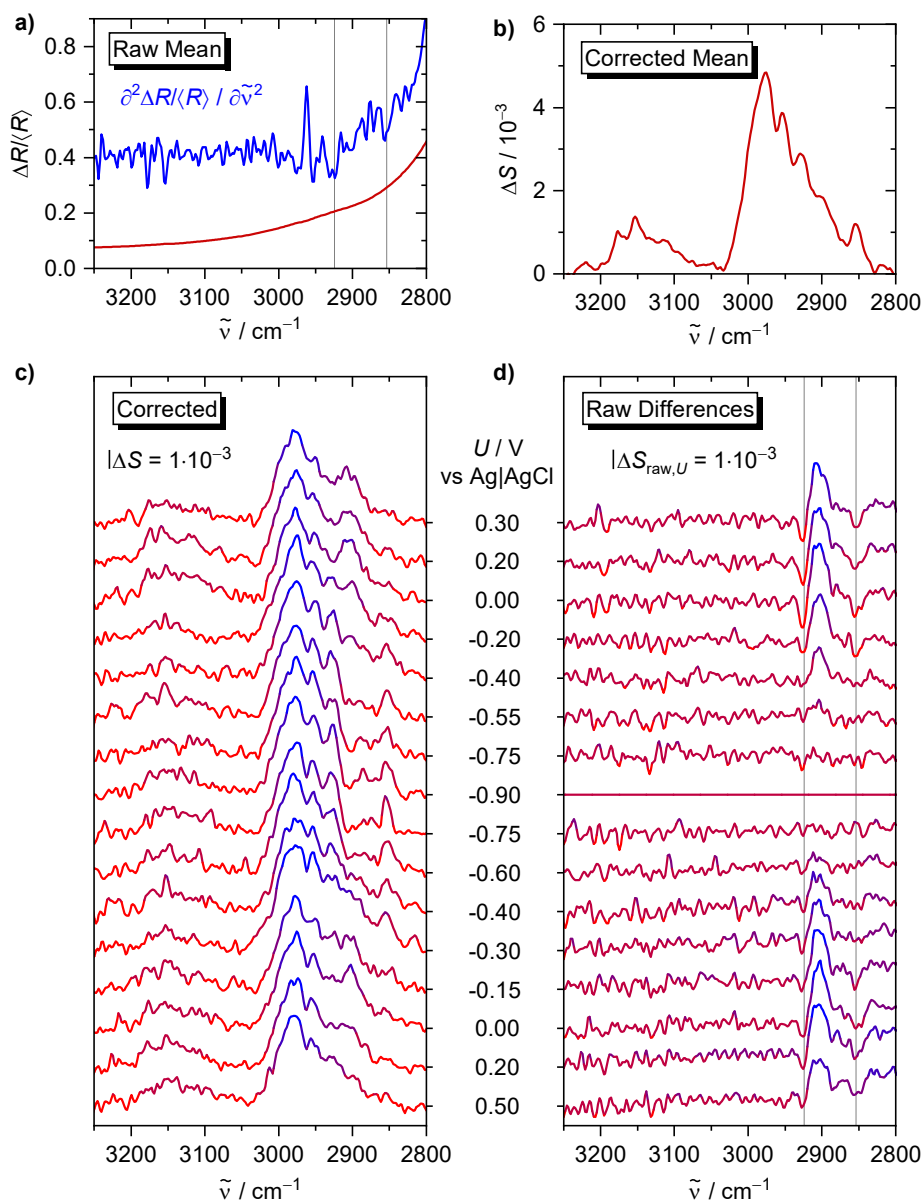 a)
Raw Mean
∂²ΔR/⟨R⟩ / ∂ν̃²
ΔR/⟨R⟩
0.8
0.6
0.4
0.2
0.0
3200 3100 3000 2900 2800
ν̃ / cm⁻¹
b)
Corrected Mean
ΔS / 10⁻³
6
4
2
0
3200 3100 3000 2900 2800
ν̃ / cm⁻¹
c)
Corrected
|ΔS = 1·10⁻³
3200 3100 3000 2900 2800
ν̃ / cm⁻¹
U / V
vs Ag|AgCl
0.30
0.20
0.00
-0.20
-0.40
-0.55
-0.75
-0.90
-0.75
-0.60
-0.40
-0.30
-0.15
0.00
0.20
0.50
d)
Raw Differences
|ΔS_raw,U = 1·10⁻³
3200 3100 3000 2900 2800
ν̃ / cm⁻¹